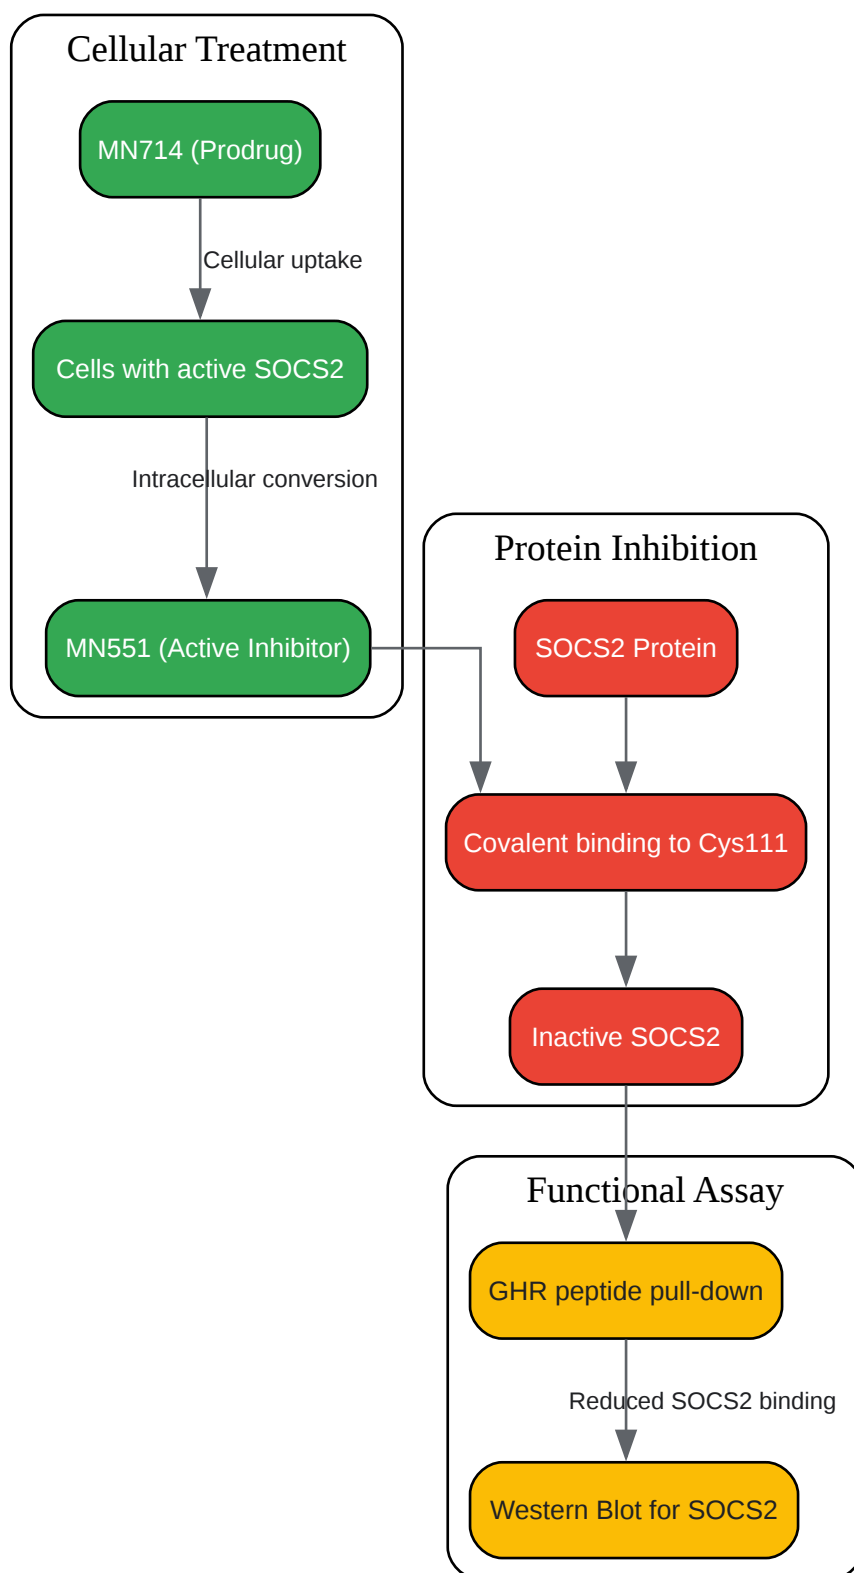 Cellular Treatment
MN714 (Prodrug)
Cellular uptake
Cells with active SOCS2
Intracellular conversion
MN551 (Active Inhibitor)
Protein Inhibition
SOCS2 Protein
Covalent binding to Cys111
Inactive SOCS2
Functional Assay
GHR peptide pull-down
Reduced SOCS2 binding
Western Blot for SOCS2